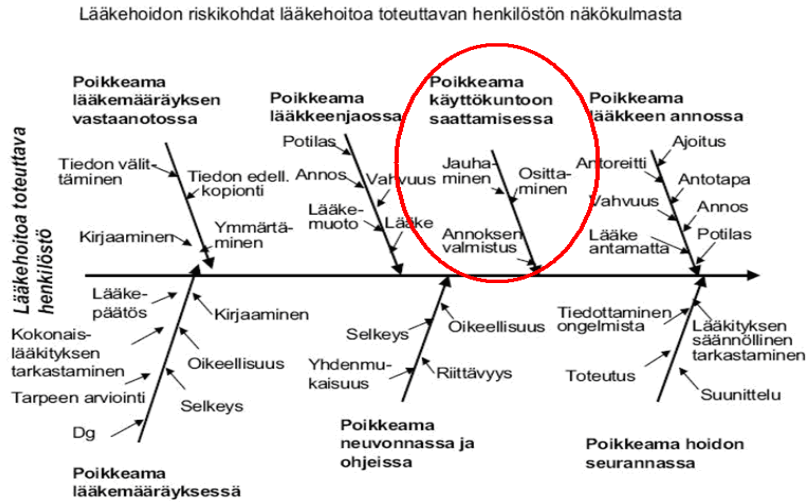 Lääkehoidon riskikohdat lääkehoitoa toteuttavan henkilöstön näkökulmasta
Lääkehoitoa toteuttava
henkilöstö
Poikkeama
lääkemääräyksen
vastaanotossa
Tiedon välit-
täminen
Tiedon edell.
kopionti
Kirjaaminen
Ymmärtä-
minen
Poikkeama
lääkkeenjaossa
Potilas
Annos
Vahvuus
Lääke-
muoto
Lääke
Poikkeama
käyttökuntoon
saattamisessa
Jauha-
minen
Ositta-
minen
Annoksen
valmistus
Poikkeama
lääkkeen annossa
Ajoitus
Antoreitti
Antotapa
Vahvuus
Annos
Lääke
antamatta
Potilas
Lääke-
päätös
Kirjaaminen
Kokonais-
lääkityksen
tarkastaminen
Oikeellisuus
Tarpeen arviointi
Selkeys
Dg
Poikkeama
lääkemääräyksessä
Selkeys
Oikeellisuus
Yhdenmu-
kaisuus
Riittävyys
Poikkeama
neuvonnassa ja
ohjeissa
Tiedottaminen
ongelmista
Lääkityksen
säännöllinen
tarkastaminen
Toteutus
Suunittelu
Poikkeama hoidon
seurannassa